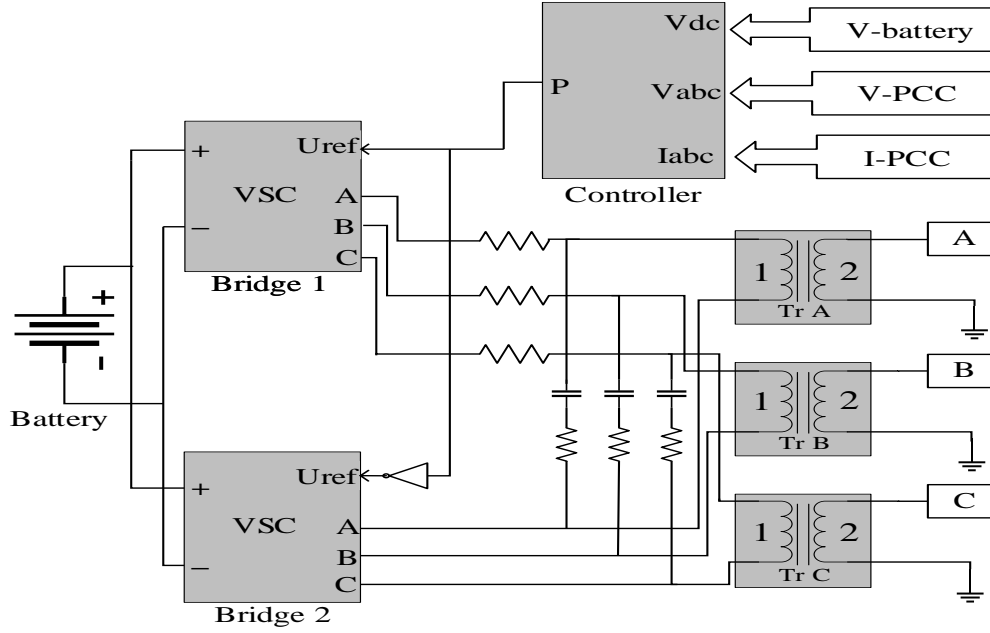 Vdc
V-battery
P
Vabc
V-PCC
Iabc
I-PCC
Controller
+
Uref
VSC
A
−
B
C
Bridge 1
A
1 2
Tr A
+
-
Battery
B
1 2
Tr B
Uref
+
VSC
A
B
−
C
Bridge 2
C
1 2
Tr C